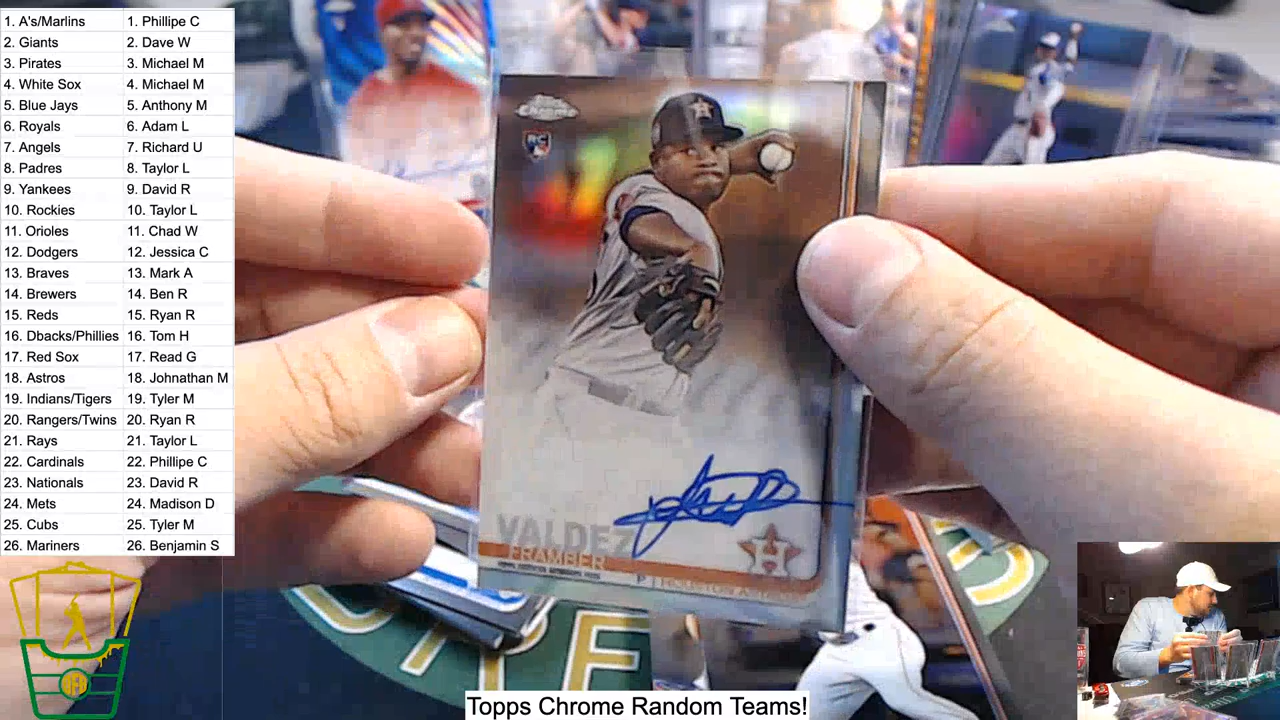 1. A's/Marlins 1. Phillipe C
2. Giants 2. Dave W
3. Pirates 3. Michael M
4. White Sox 4. Michael M
5. Blue Jays 5. Anthony M
6. Royals 6. Adam L
7. Angels 7. Richard U
8. Padres 8. Taylor L
9. Yankees 9. David R
10. Rockies 10. Taylor L
11. Orioles 11. Chad W
12. Dodgers 12. Jessica C
13. Braves 13. Mark A
14. Brewers 14. Ben R
15. Reds 15. Ryan R
16. Dbacks/Phillies 16. Tom H
17. Red Sox 17. Read G
18. Astros 18. Johnathan M
19. Indians/Tigers 19. Tyler M
20. Rangers/Twins 20. Ryan R
21. Rays 21. Taylor L
22. Cardinals 22. Phillipe C
23. Nationals 23. David R
24. Mets 24. Madison D
25. Cubs 25. Tyler M
26. Mariners 26. Benjamin S
RC
VALDEZ
FRAMBER
P | HOUSTON ASTROS
Topps Chrome Random Teams!